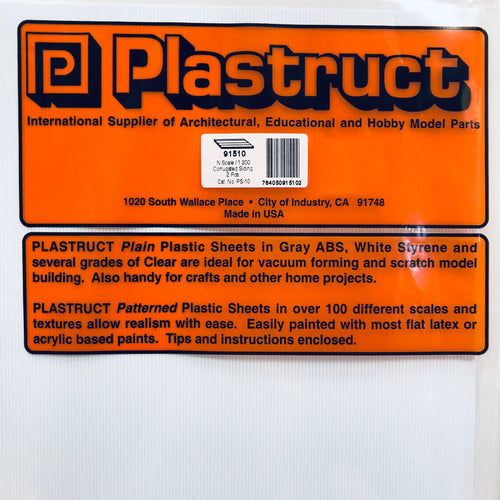 P Plastruct
International Supplier of Architectural, Educational and Hobby Model Parts
91510
N Scale / 1:200
Corrugated Siding
2 Pcs
Cat. No. PS-10
764050915102
1020 South Wallace Place • City of Industry, CA 91748
Made in USA
PLASTRUCT Plain Plastic Sheets in Gray ABS, White Styrene and
several grades of Clear are ideal for vacuum forming and scratch model
building. Also handy for crafts and other home projects.
PLASTRUCT Patterned Plastic Sheets in over 100 different scales and
textures allow realism with ease. Easily painted with most flat latex or
acrylic based paints. Tips and instructions enclosed.